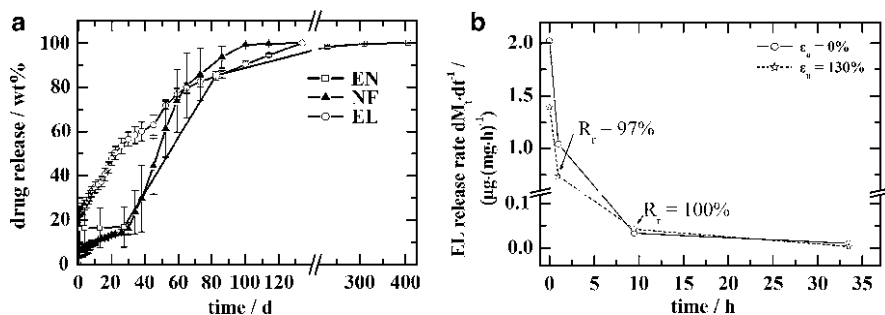 a
drug release / wt%
100
80
60
40
20
0
EN
NF
EL
0 20 40 60 80 100 120 300 400
time / d
b
EL release rate dMₜ·dt⁻¹ /
(µg·(mg·h)⁻¹)
2.0
1.5
1.0
0.1
0.0
εᵤ = 0%
εᵤ = 130%
Rᵣ – 97%
Rᵣ = 100%
0 5 10 15 20 25 30 35
time / h